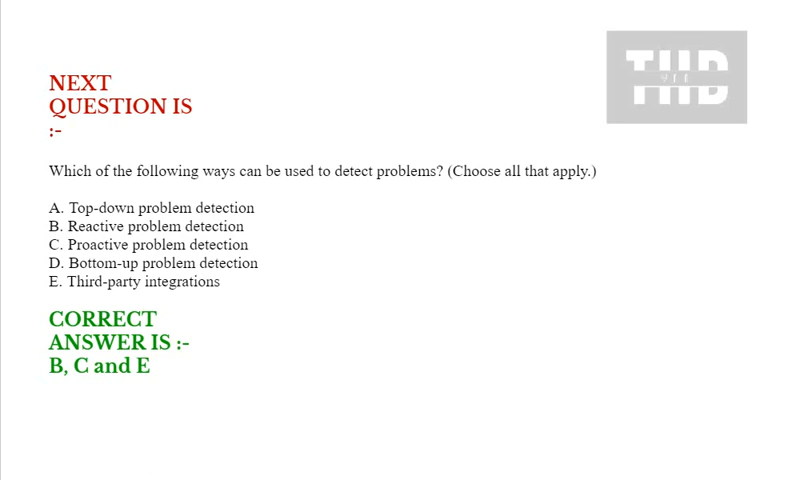 THD
911
NEXT
QUESTION IS
:-
Which of the following ways can be used to detect problems? (Choose all that apply.)
A. Top-down problem detection
B. Reactive problem detection
C. Proactive problem detection
D. Bottom-up problem detection
E. Third-party integrations
CORRECT
ANSWER IS :-
B, C and E